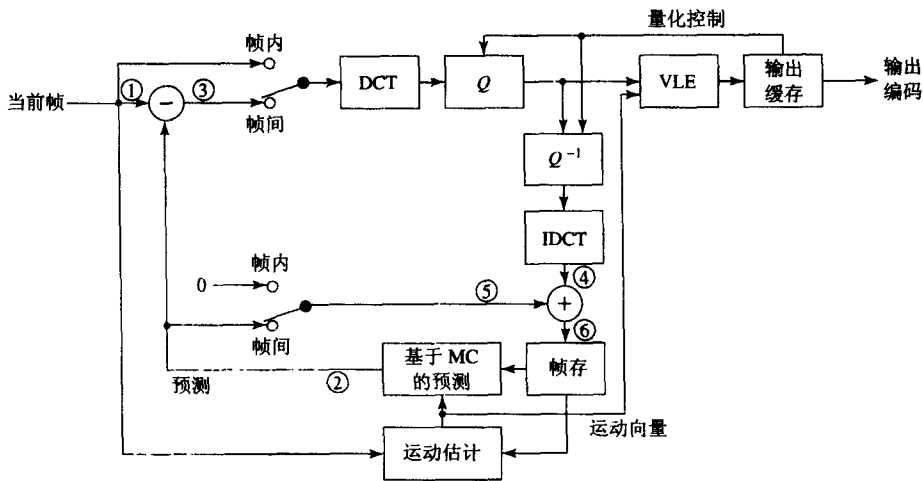 量化控制
帧内
当前帧
①
−
③
帧间
DCT
Q
VLE
输出
缓存
输出
编码
Q⁻¹
IDCT
④
0
帧内
帧间
⑤
+
⑥
预测
②
基于 MC
的预测
帧存
运动向量
运动估计